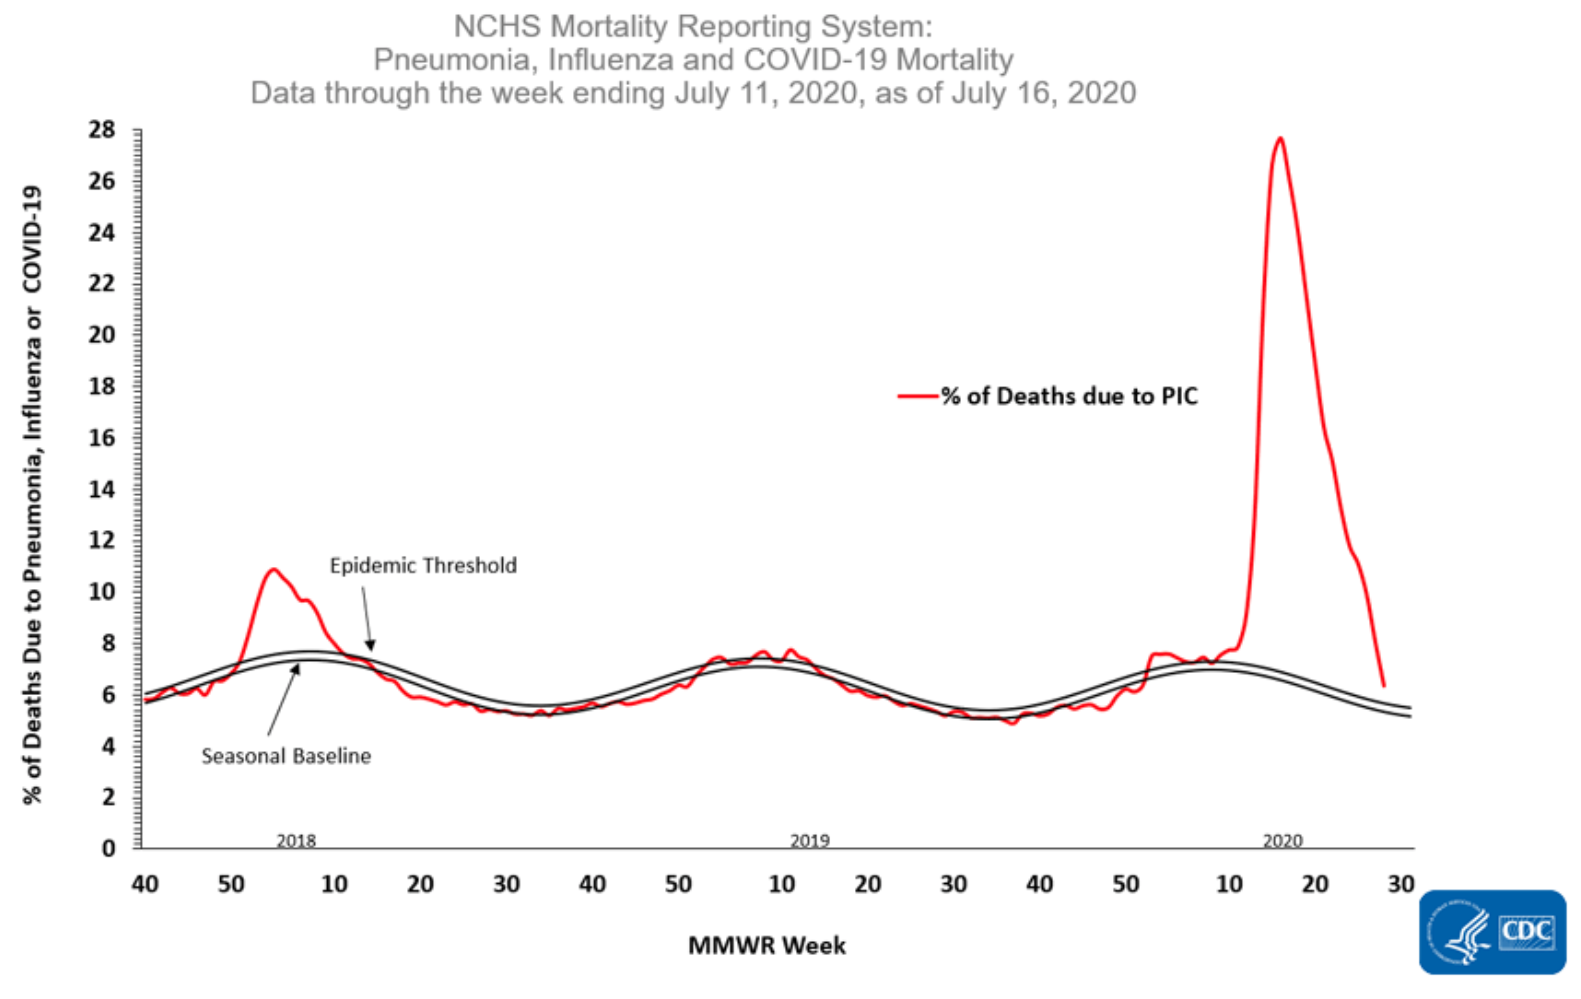 NCHS Mortality Reporting System:
Pneumonia, Influenza and COVID-19 Mortality
Data through the week ending July 11, 2020, as of July 16, 2020
% of Deaths Due to Pneumonia, Influenza or COVID-19
28
26
24
22
20
18
16
14
12
10
8
6
4
2
0
% of Deaths due to PIC
Epidemic Threshold
Seasonal Baseline
2018 2019 2020
40 50 10 20 30 40 50 10 20 30 40 50 10 20 30
MMWR Week
CDC